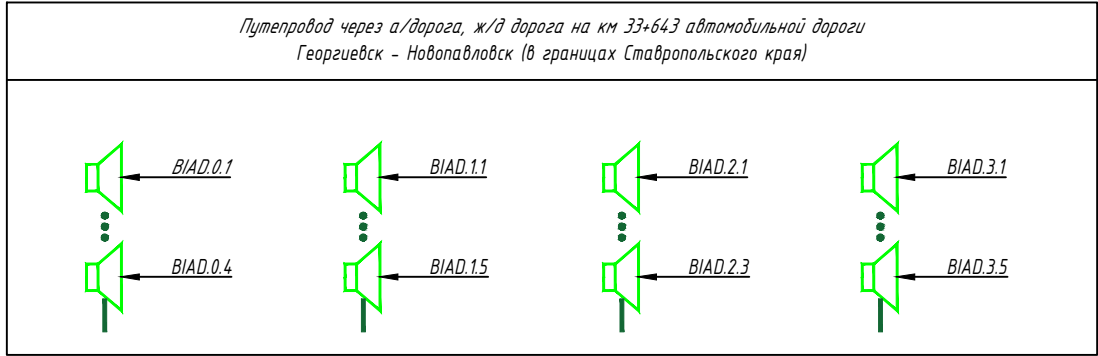 Путепровод через а/дорога, ж/д дорога на км 33+643 автомобильной дороги
Георгиевск - Новопавловск (в границах Ставропольского края)
BIAD.0.1
BIAD.1.1
BIAD.2.1
BIAD.3.1
BIAD.0.4
BIAD.1.5
BIAD.2.3
BIAD.3.5